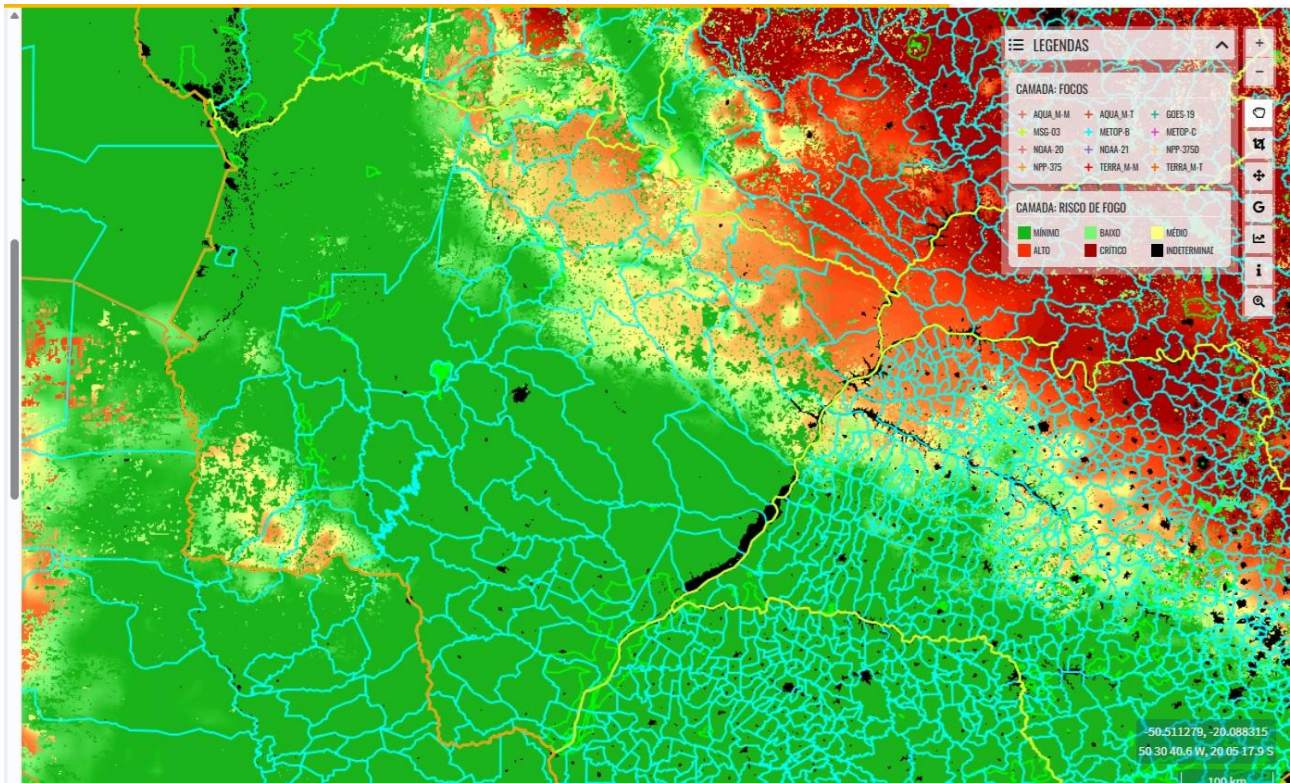 LEGENDAS
CAMADA: FOCOS
AQUA_M-M AQUA_M-T GOES-19
MSG-03 METOP-B METOP-C
NOAA-20 NOAA-21 NPP-375D
NPP-375 TERRA_M-M TERRA_M-T
CAMADA: RISCO DE FOGO
MÍNIMO BAIXO MÉDIO
ALTO CRÍTICO INDETERMINAD
+
−
G
i
-50.511279, -20.088315
50 30 40.6 W, 20 05 17.9 S
100 km